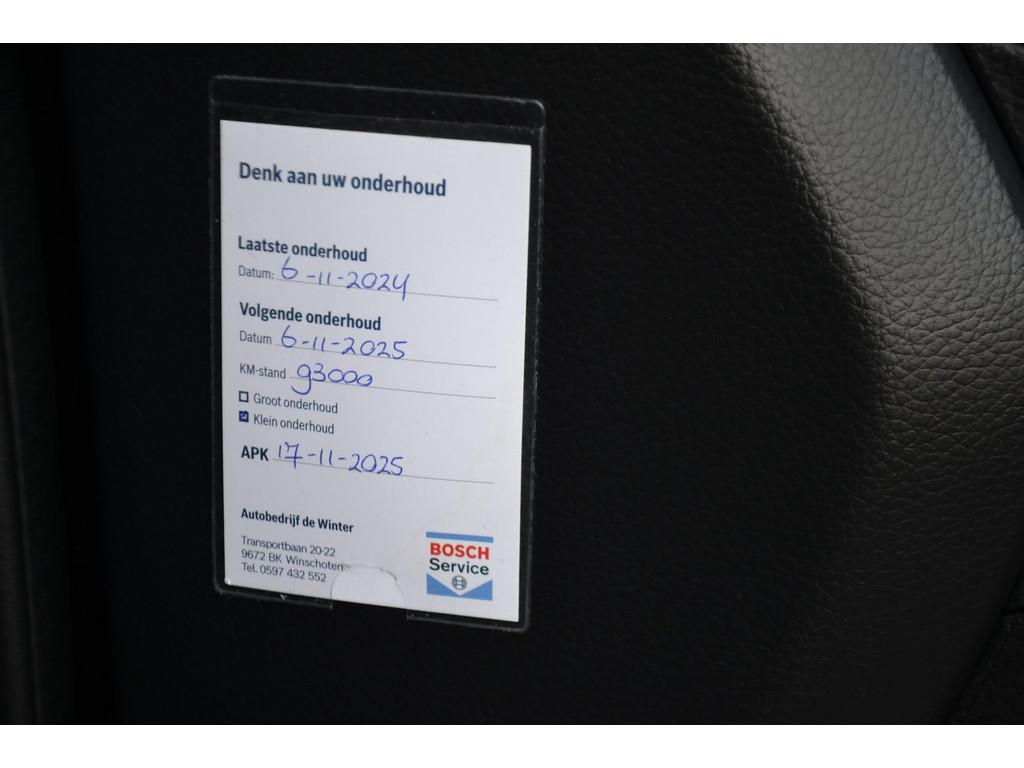 Denk aan uw onderhoud
Laatste onderhoud
Datum: 6-11-2024
Volgende onderhoud
Datum 6-11-2025
KM-stand 93000
Groot onderhoud
Klein onderhoud
APK 17-11-2025
Autobedrijf de Winter
Transportbaan 20-22
9672 BK Winschoten
Tel. 0597 432 552
BOSCH
Service